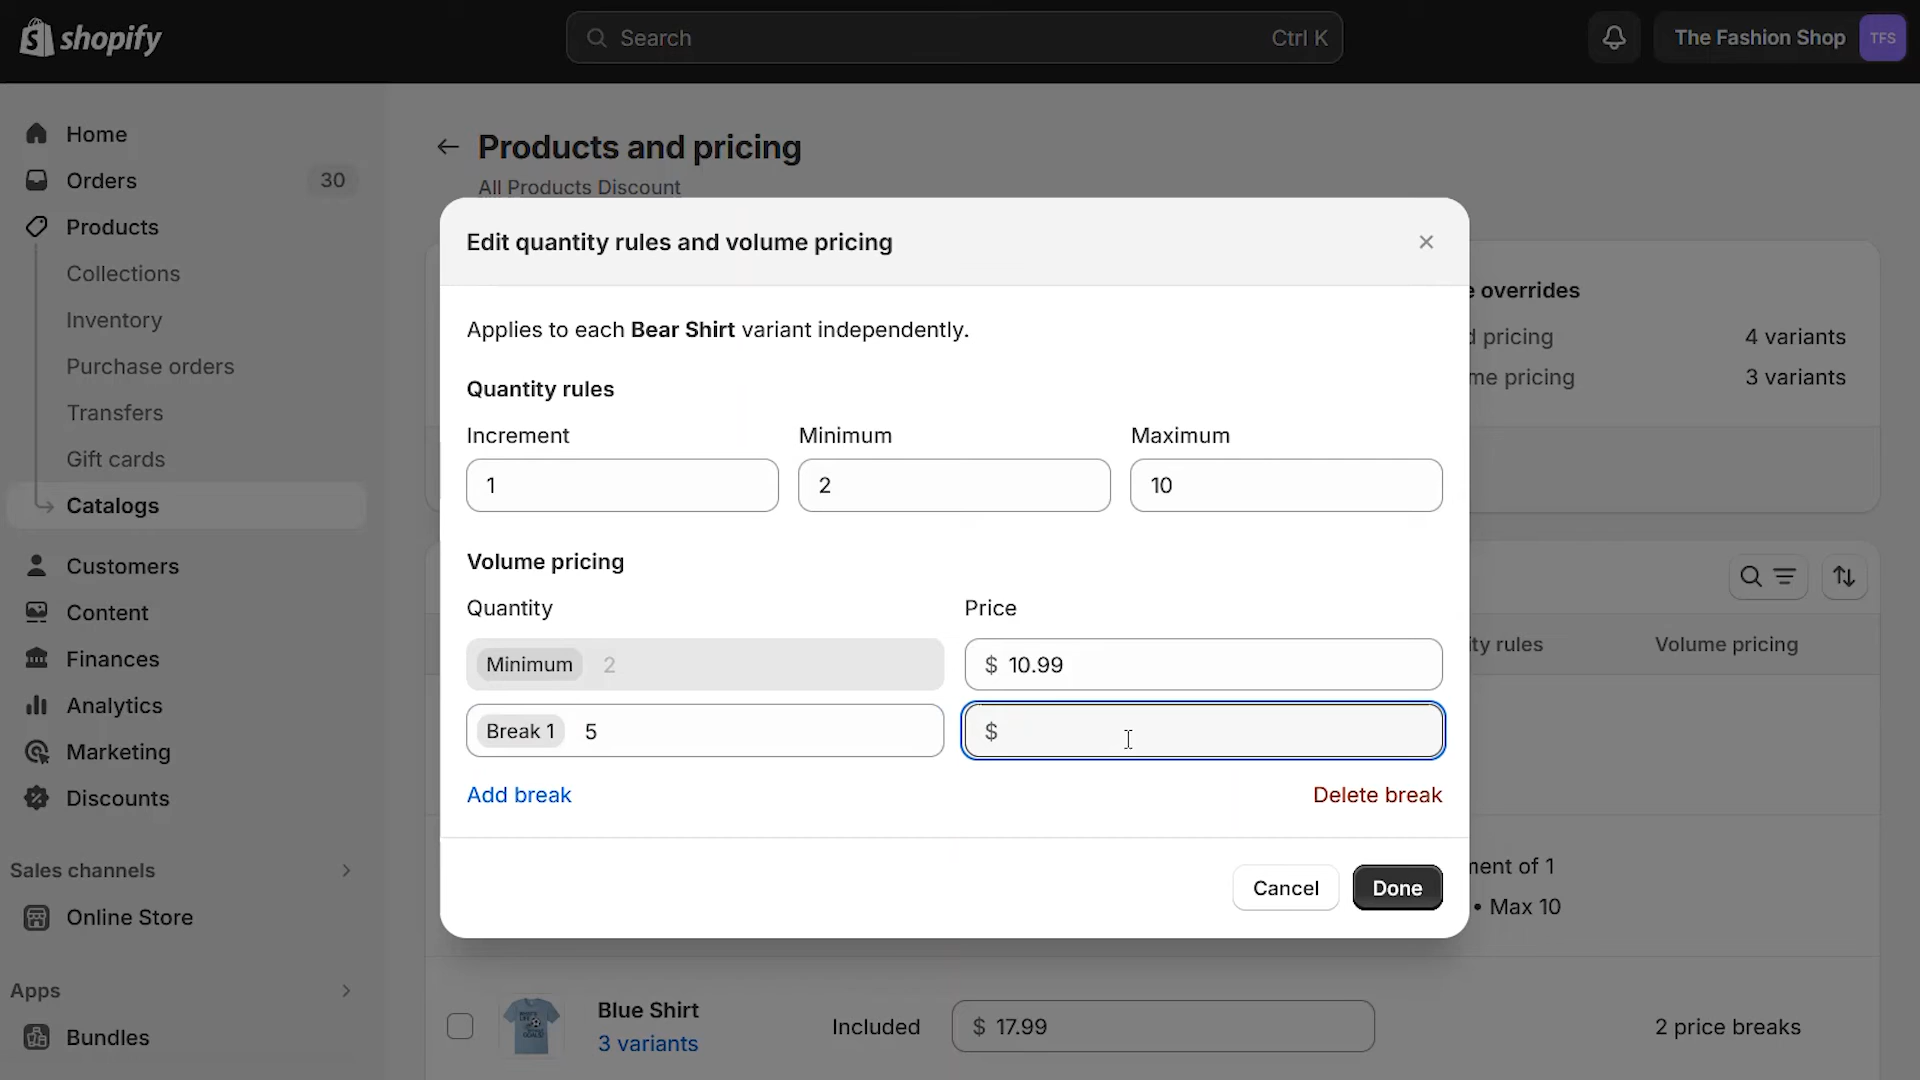 shopify
Search
Ctrl K
The Fashion Shop
TFS
Home
Orders
30
Products
Collections
Inventory
Purchase orders
Transfers
Gift cards
Catalogs
Customers
Content
Finances
Analytics
Marketing
Discounts
Sales channels
Online Store
Apps
Bundles
Products and pricing
All Products Discount
Edit quantity rules and volume pricing
Applies to each Bear Shirt variant independently.
Quantity rules
Increment
Minimum
Maximum
1
2
10
Volume pricing
Quantity
Price
Minimum 2
$ 10.99
Break 1 5
$
Add break
Delete break
Cancel
Done
overrides
pricing
4 variants
pricing
3 variants
rules
Volume pricing
of 1
• Max 10
Blue Shirt
3 variants
Included
$ 17.99
2 price breaks